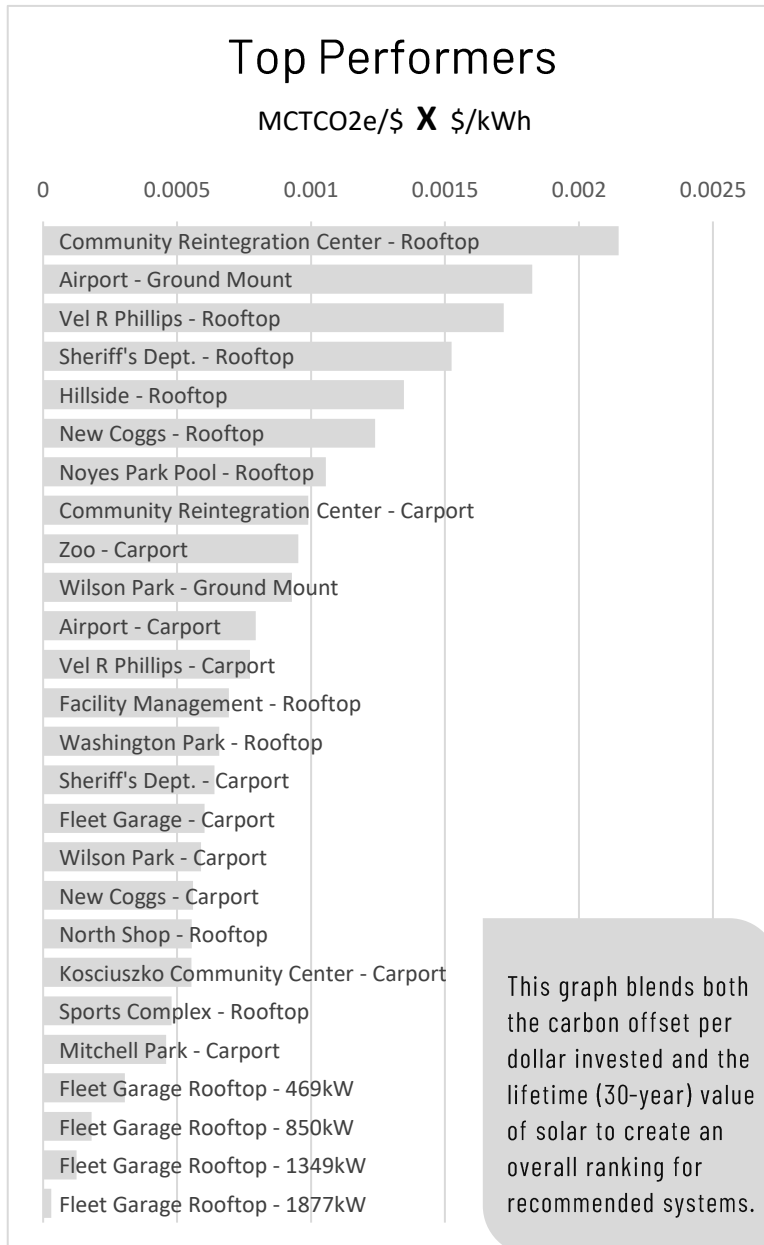 Top Performers
MCTCO2e/$ X $/kWh
0 0.0005 0.001 0.0015 0.002 0.0025
Community Reintegration Center - Rooftop
Airport - Ground Mount
Vel R Phillips - Rooftop
Sheriff's Dept. - Rooftop
Hillside - Rooftop
New Coggs - Rooftop
Noyes Park Pool - Rooftop
Community Reintegration Center - Carport
Zoo - Carport
Wilson Park - Ground Mount
Airport - Carport
Vel R Phillips - Carport
Facility Management - Rooftop
Washington Park - Rooftop
Sheriff's Dept. - Carport
Fleet Garage - Carport
Wilson Park - Carport
New Coggs - Carport
North Shop - Rooftop
Kosciuszko Community Center - Carport
Sports Complex - Rooftop
Mitchell Park - Carport
Fleet Garage Rooftop - 469kW
Fleet Garage Rooftop - 850kW
Fleet Garage Rooftop - 1349kW
Fleet Garage Rooftop - 1877kW
This graph blends both
the carbon offset per
dollar invested and the
lifetime (30-year) value
of solar to create an
overall ranking for
recommended systems.